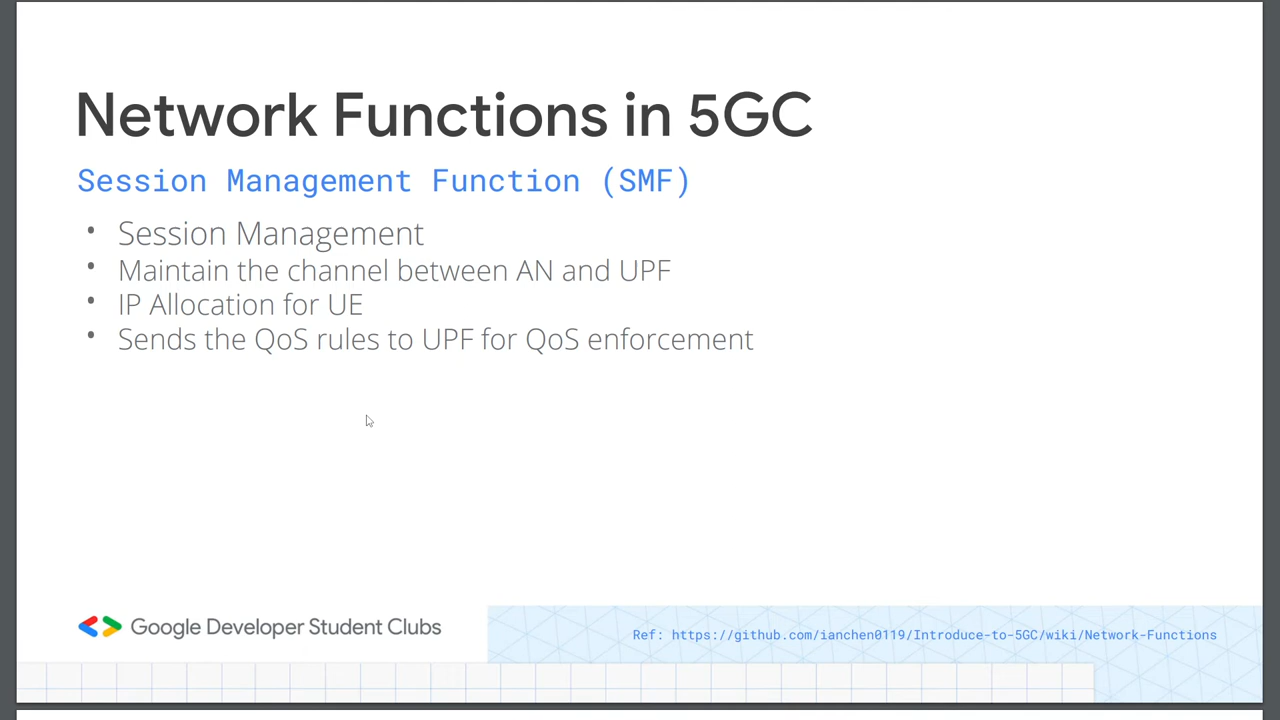 Network Functions in 5GC
Session Management Function (SMF)
• Session Management
• Maintain the channel between AN and UPF
• IP Allocation for UE
• Sends the QoS rules to UPF for QoS enforcement
Google Developer Student Clubs
Ref: https://github.com/ianchen0119/Introduce-to-5GC/wiki/Network-Functions